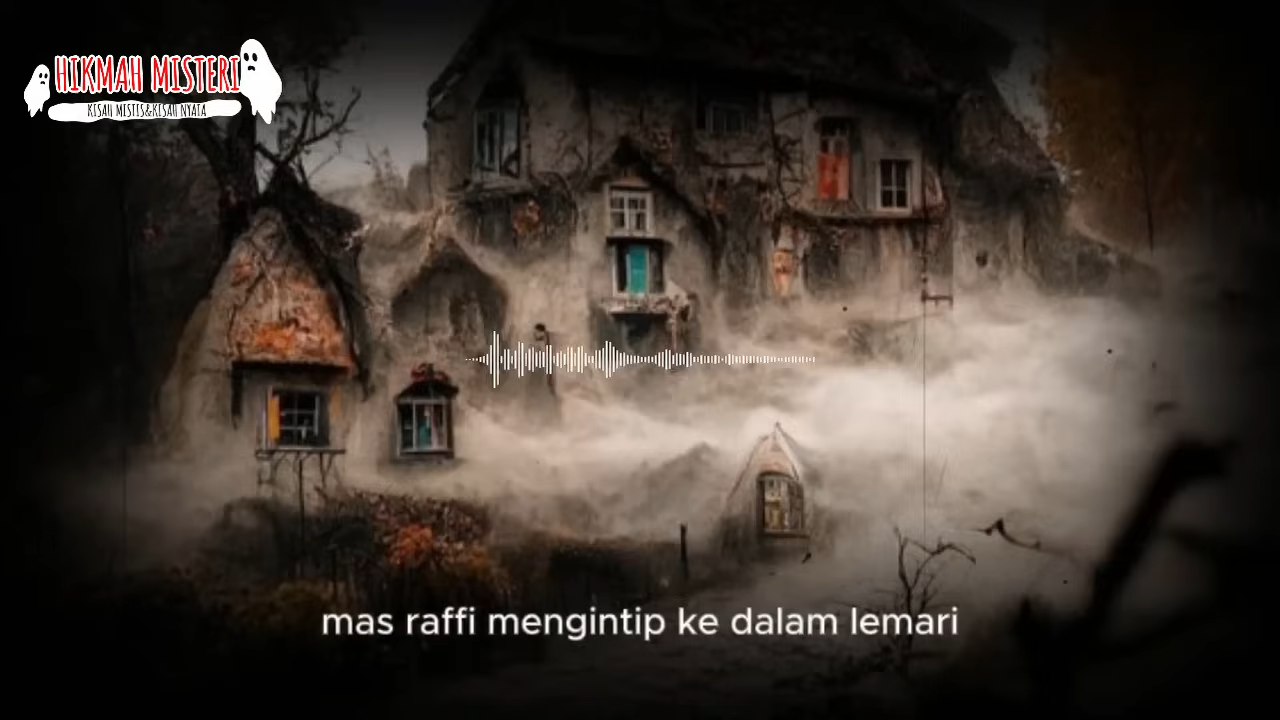 HIKMAH MISTERI
KISAH MISTIS&KISAH NYATA
mas raffi mengintip ke dalam lemari